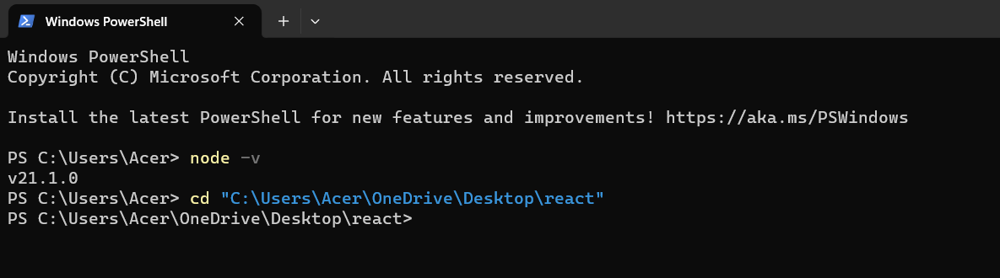 Windows PowerShell
Windows PowerShell
Copyright (C) Microsoft Corporation. All rights reserved.
Install the latest PowerShell for new features and improvements! https://aka.ms/PSWindows
PS C:\Users\Acer> node -v
v21.1.0
PS C:\Users\Acer> cd "C:\Users\Acer\OneDrive\Desktop\react"
PS C:\Users\Acer\OneDrive\Desktop\react>